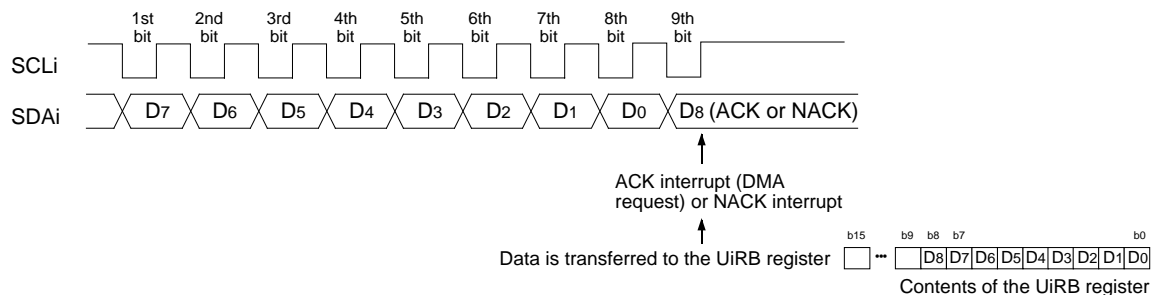 1st bit 2nd bit 3rd bit 4th bit 5th bit 6th bit 7th bit 8th bit 9th bit
SCLi
SDAi D7 D6 D5 D4 D3 D2 D1 D0 D8 (ACK or NACK)
ACK interrupt (DMA
request) or NACK interrupt
b15 b9 b8 b7 b0
Data is transferred to the UiRB register ••• D8 D7 D6 D5 D4 D3 D2 D1 D0
Contents of the UiRB register